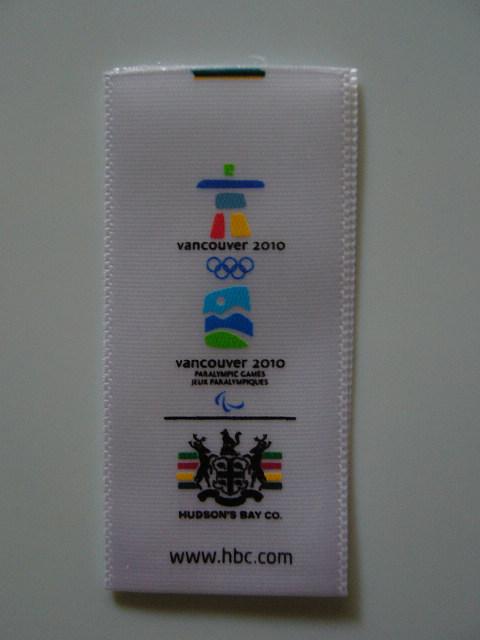 vancouver 2010
vancouver 2010
PARALYMPIC GAMES
JEUX PARALYMPIQUES
HUDSON'S BAY CO.
www.hbc.com